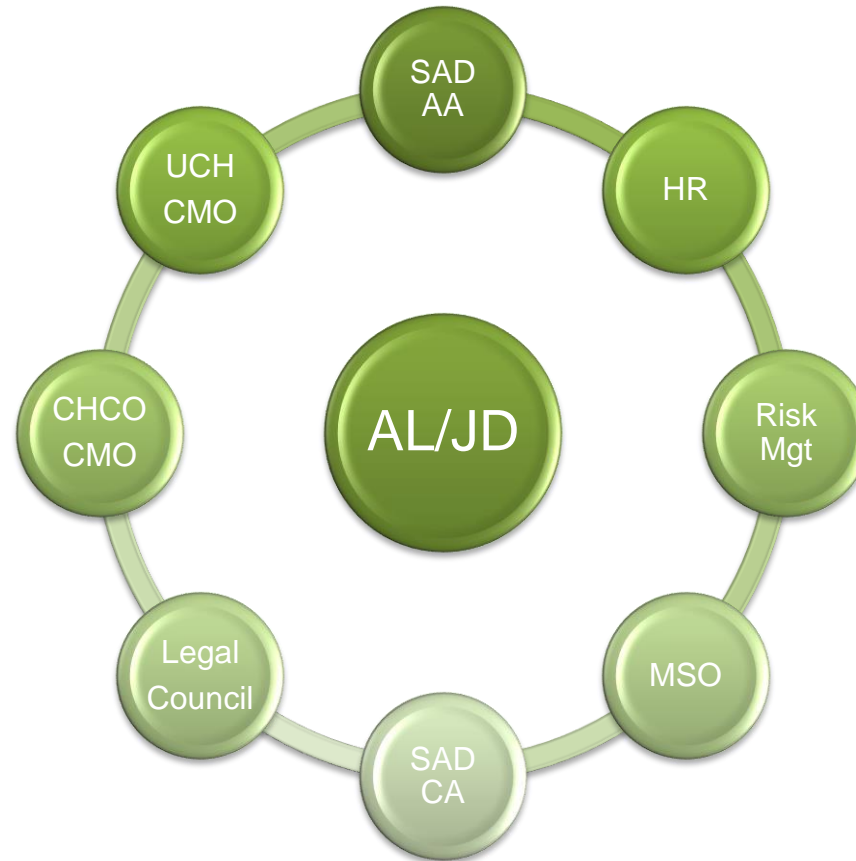 SAD
AA
HR
Risk
Mgt
MSO
SAD
CA
Legal
Council
CHCO
CMO
UCH
CMO
AL/JD